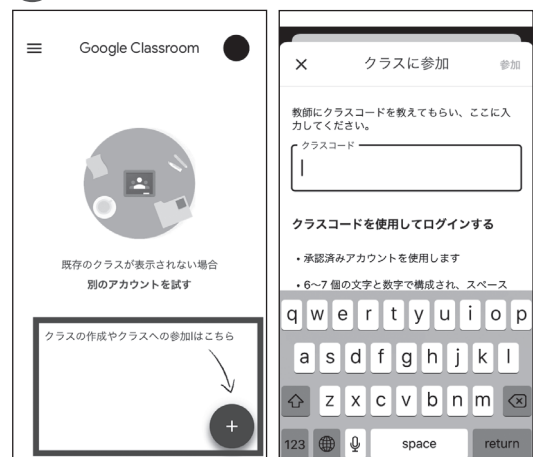 Google Classroom
既存のクラスが表示されない場合
別のアカウントを試す
クラスの作成やクラスへの参加はこちら
+
クラスに参加
参加
教師にクラスコードを教えてもらい、ここに入
力してください。
クラスコード
クラスコードを使用してログインする
• 承認済みアカウントを使用します
• 6〜7 個の文字と数字で構成され、スペース
q w e r t y u i o p
a s d f g h j k l
z x c v b n m
123 space return